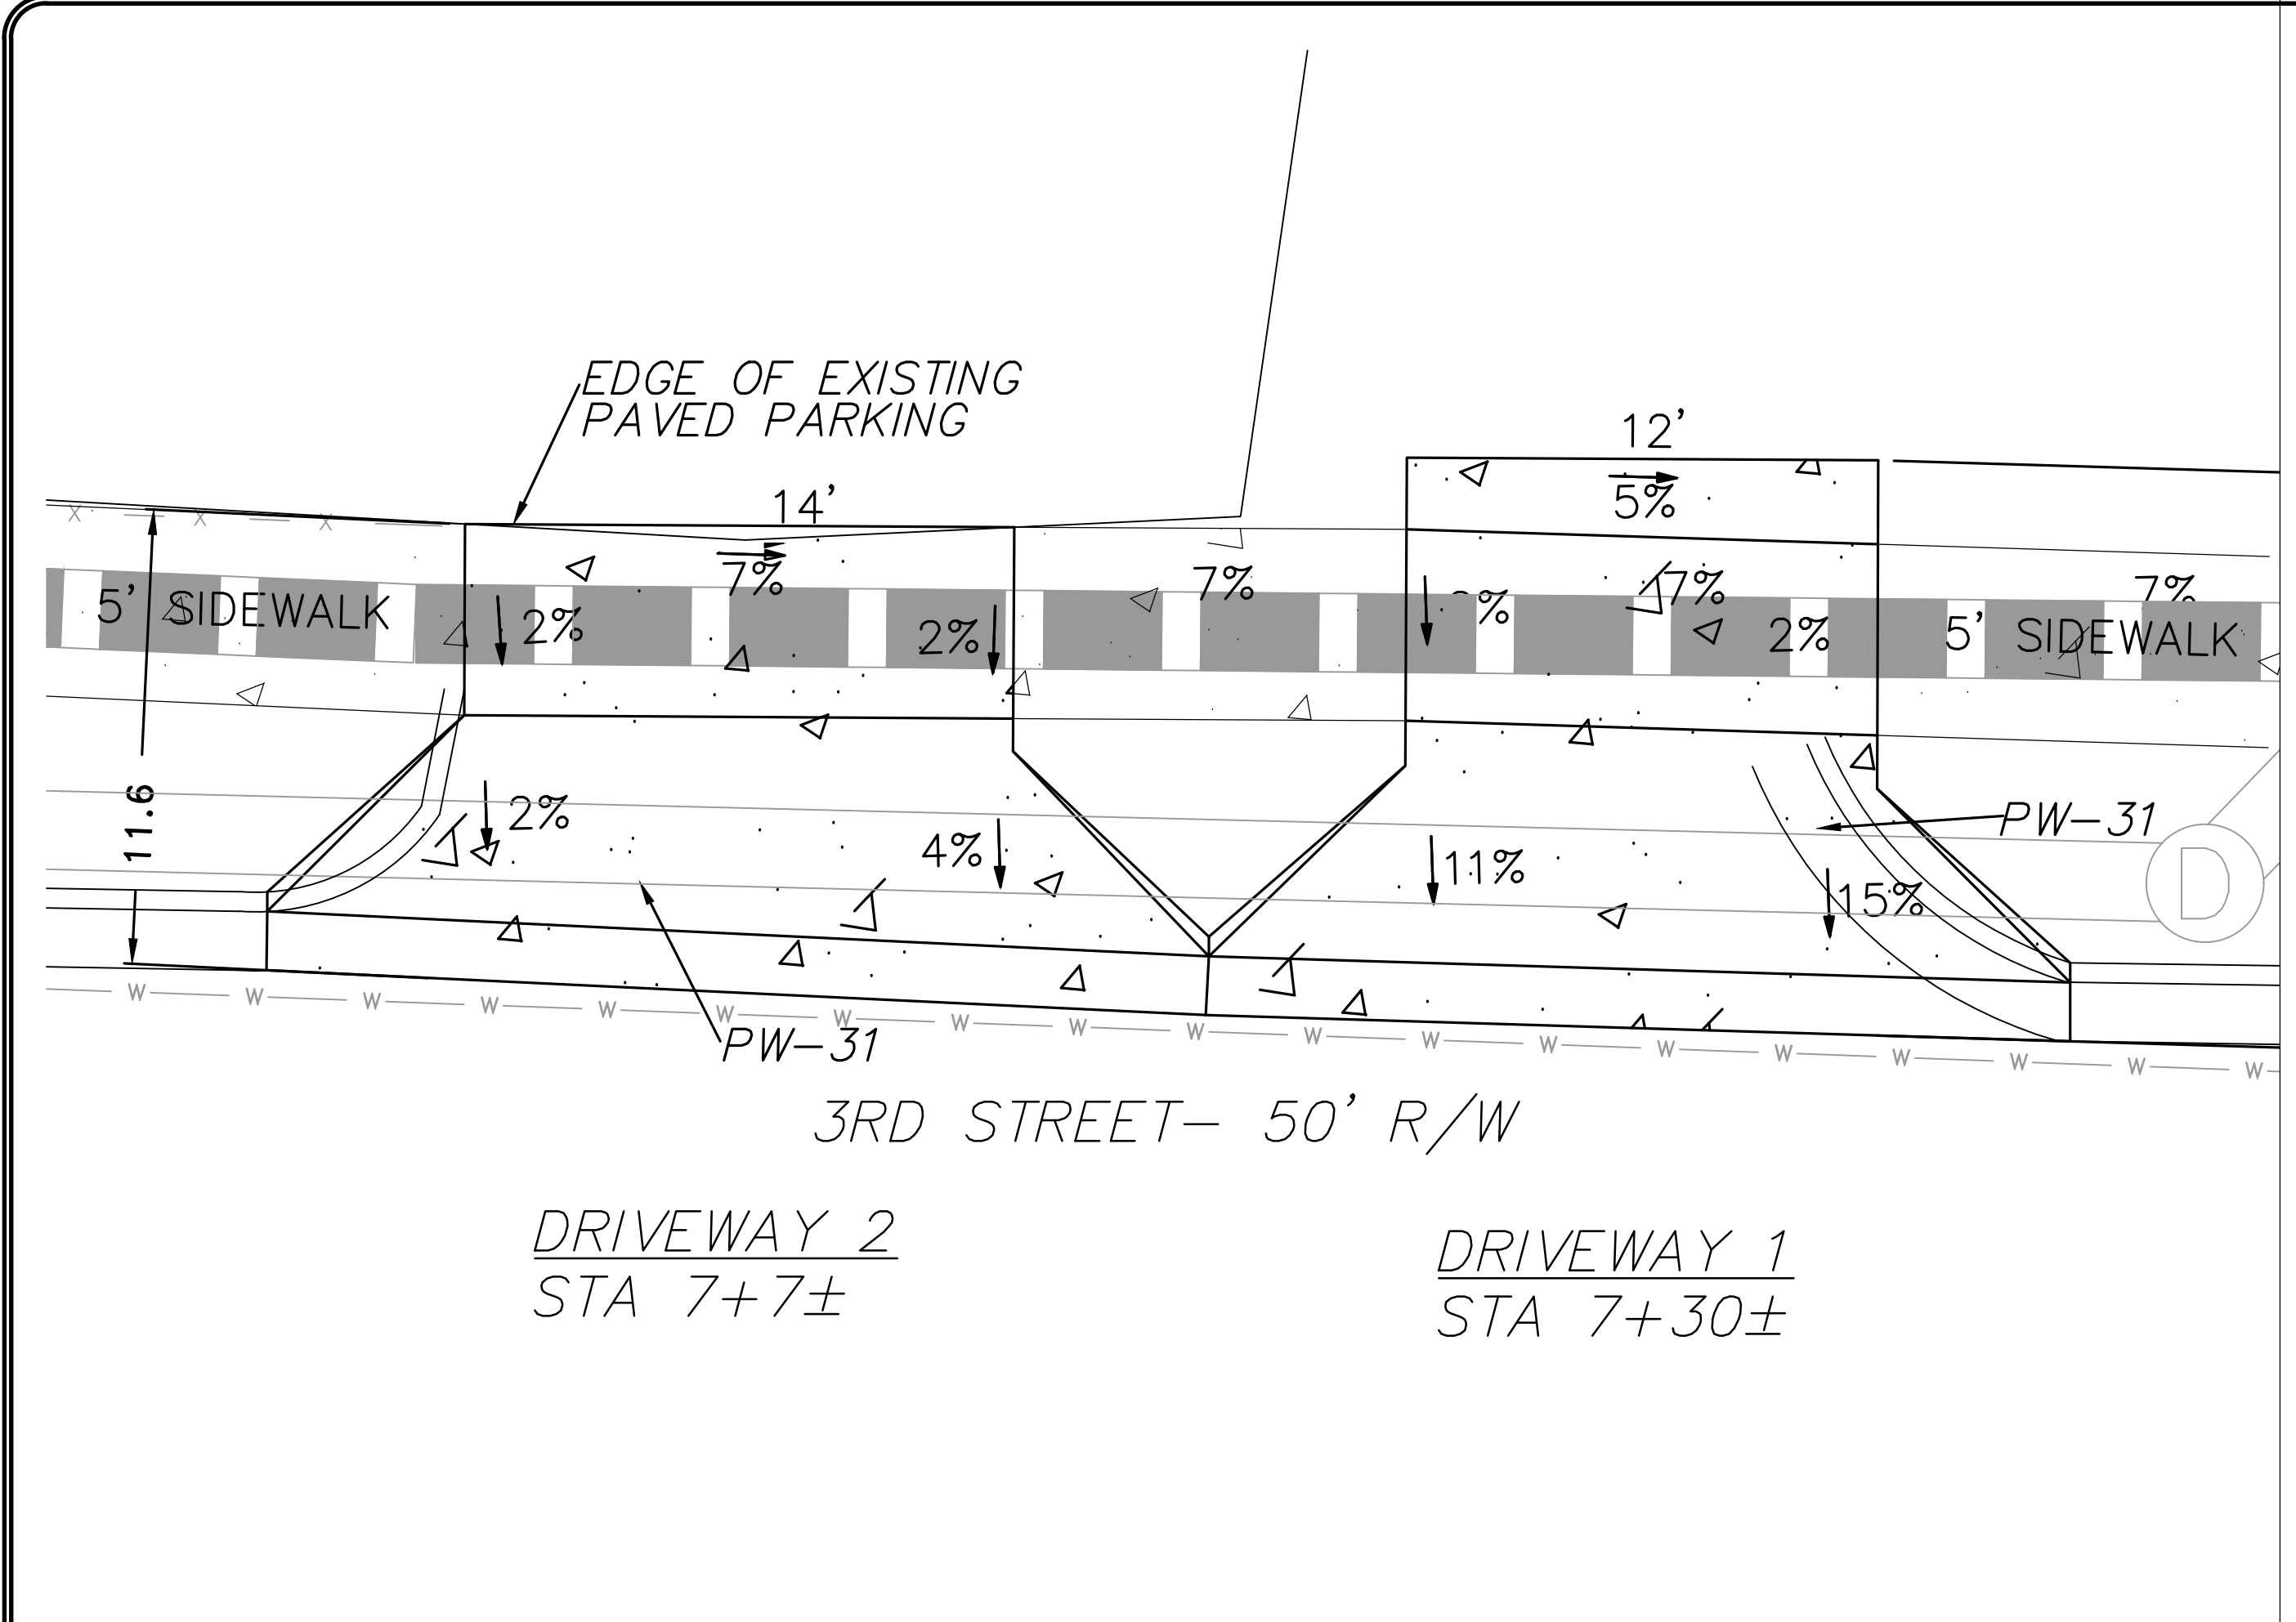 EDGE OF EXISTING
PAVED PARKING
12'
5%
14'
7%
7%
7%
7%
5' SIDEWALK
2%
2%
%
2%
5' SIDEWALK
11.6
2%
4%
11%
15%
PW-31
D
PW-31
W W W W W W W W W W W W W W W W W W W
X X X
3RD STREET- 50' R/W
DRIVEWAY 2
STA 7+7±
DRIVEWAY 1
STA 7+30±